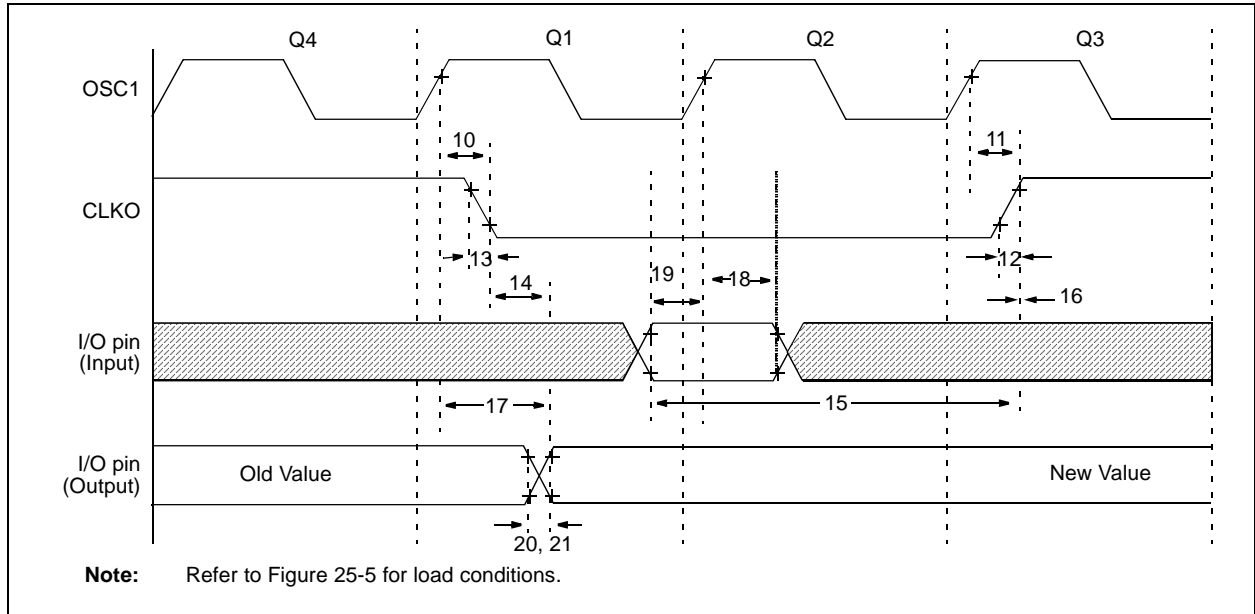 Q4 Q1 Q2 Q3
OSC1
10 11
CLKO
13 12
19 18
14 16
I/O pin
(Input)
17 15
I/O pin
(Output)
Old Value New Value
20, 21
Note: Refer to Figure 25-5 for load conditions.